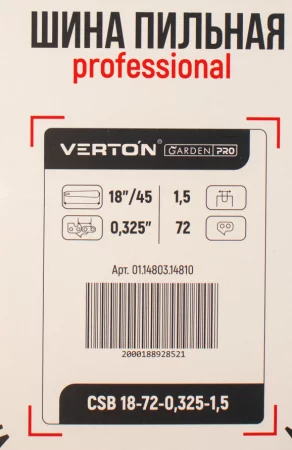 ШИНА ПИЛЬНАЯ
professional
VERTON GARDEN PRO
18"/45 1,5
0,325" 72
Арт. 01.14803.14810
2000188928521
CSB 18-72-0,325-1,5